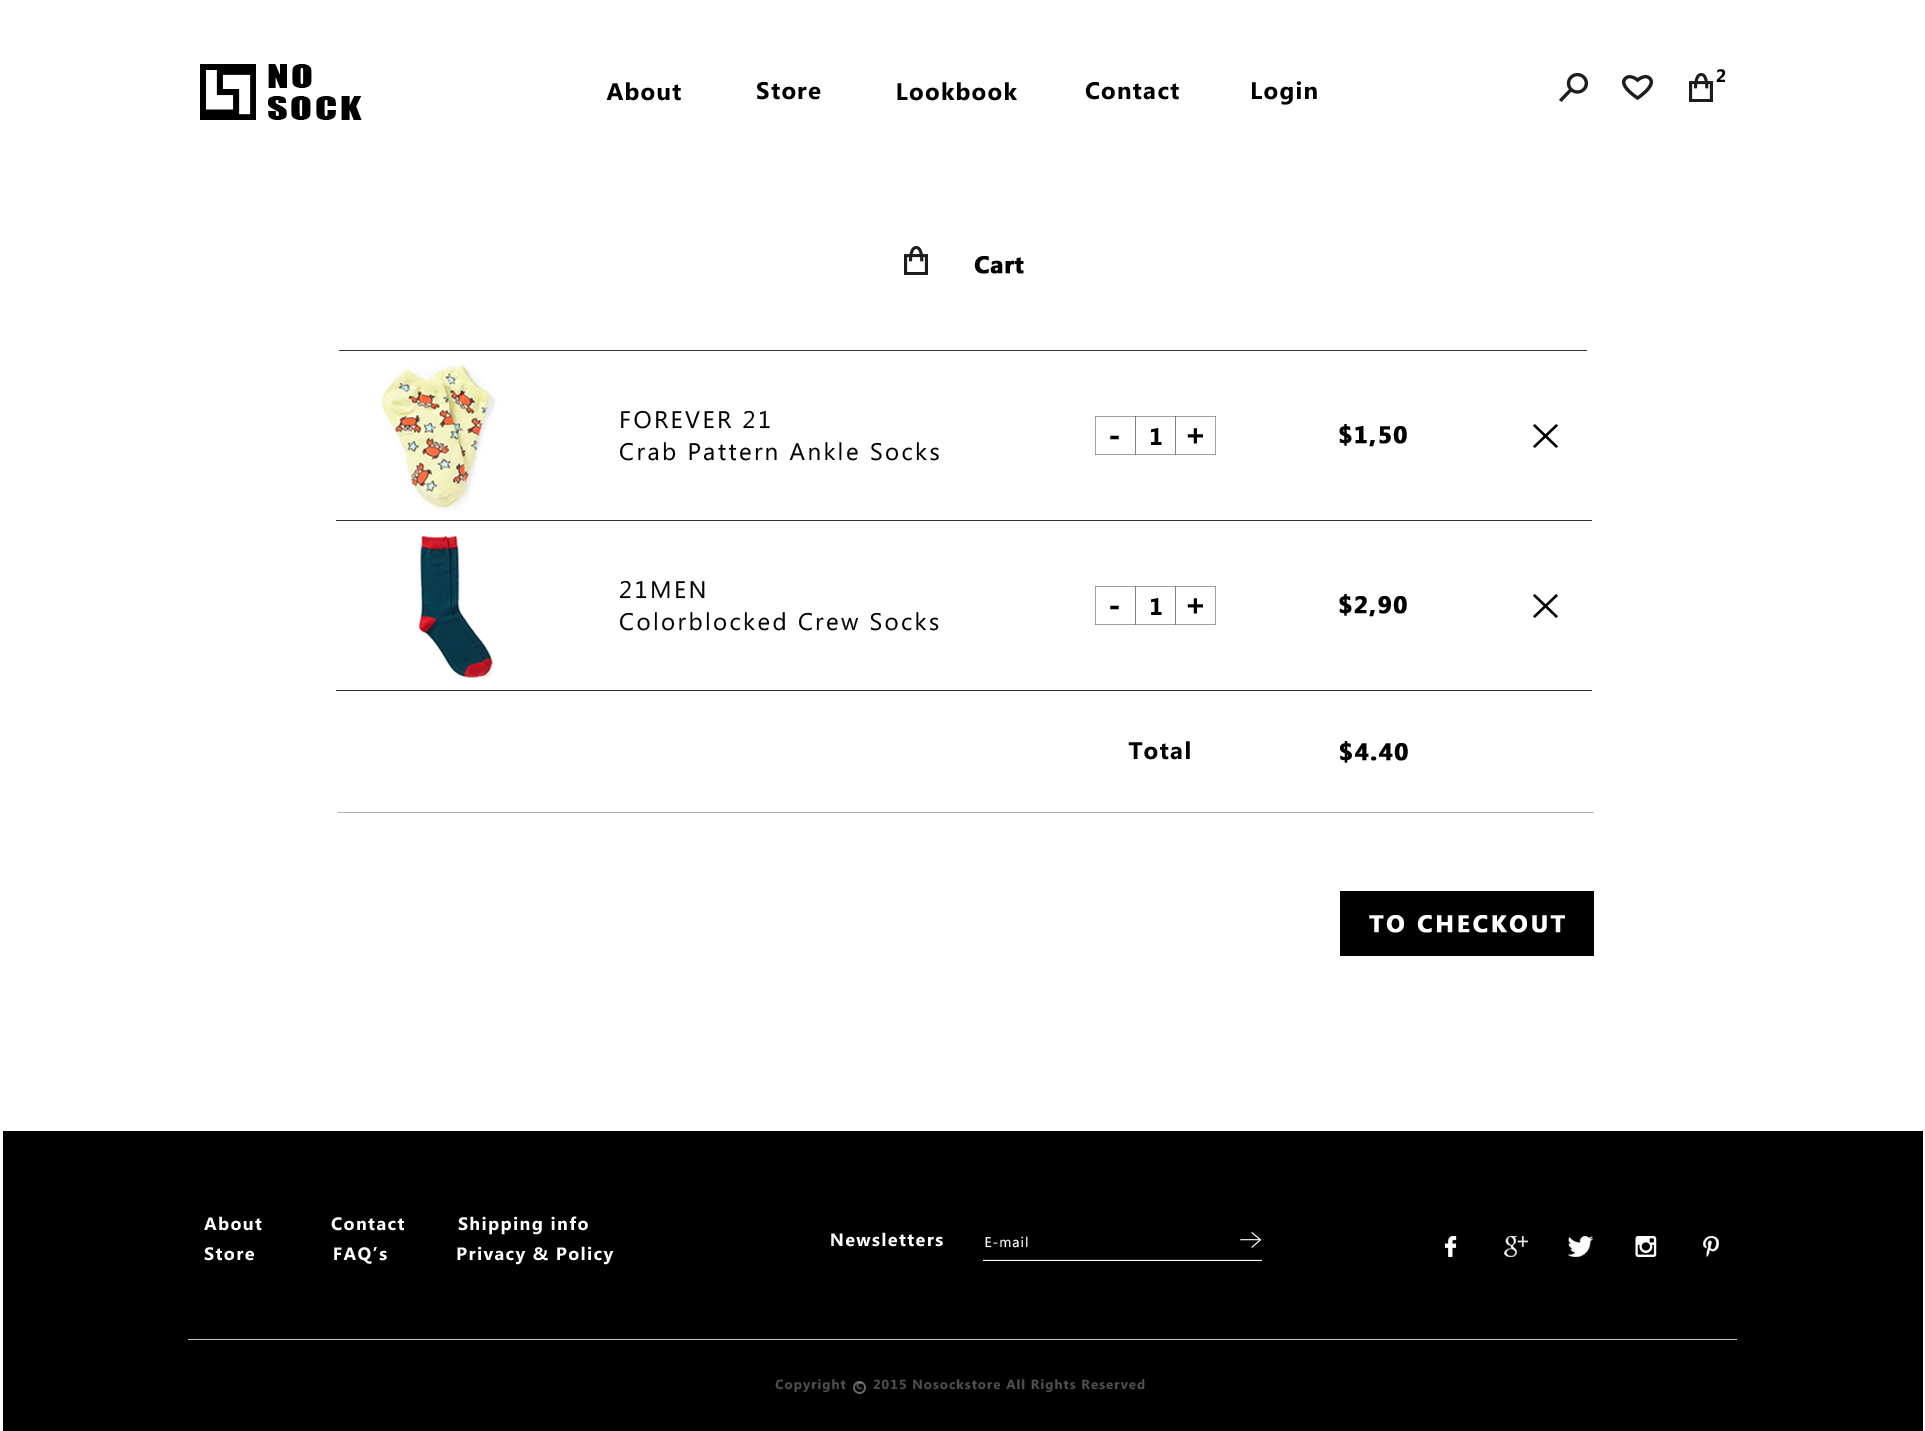 NO
SOCK
About
Store
Lookbook
Contact
Login
2
Cart
FOREVER 21
Crab Pattern Ankle Socks
- 1 +
$1,50
21MEN
Colorblocked Crew Socks
- 1 +
$2,90
Total
$4.40
TO CHECKOUT
About
Contact
Shipping info
Store
FAQ’s
Privacy & Policy
Newsletters
E-mail
f
g+
Copyright © 2015 Nosockstore All Rights Reserved